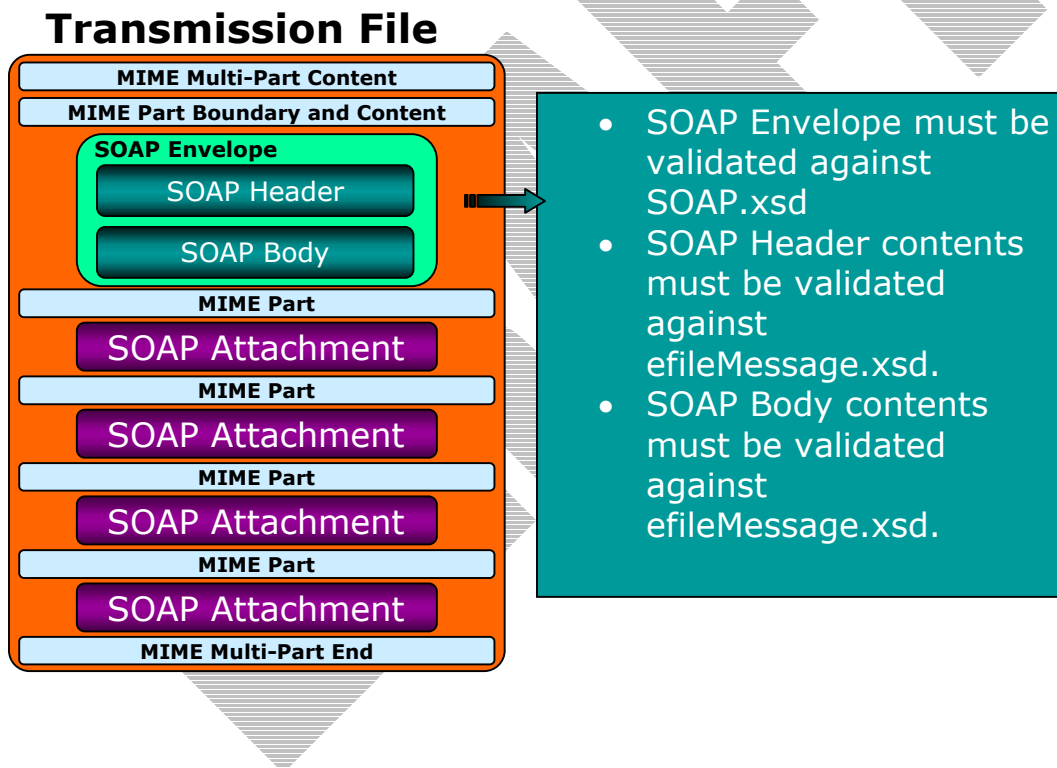 Transmission File
MIME Multi-Part Content
MIME Part Boundary and Content
SOAP Envelope
SOAP Header
SOAP Body
MIME Part
SOAP Attachment
MIME Part
SOAP Attachment
MIME Part
SOAP Attachment
MIME Part
SOAP Attachment
MIME Multi-Part End
• SOAP Envelope must be
validated against
SOAP.xsd
• SOAP Header contents
must be validated
against
efileMessage.xsd.
• SOAP Body contents
must be validated
against
efileMessage.xsd.